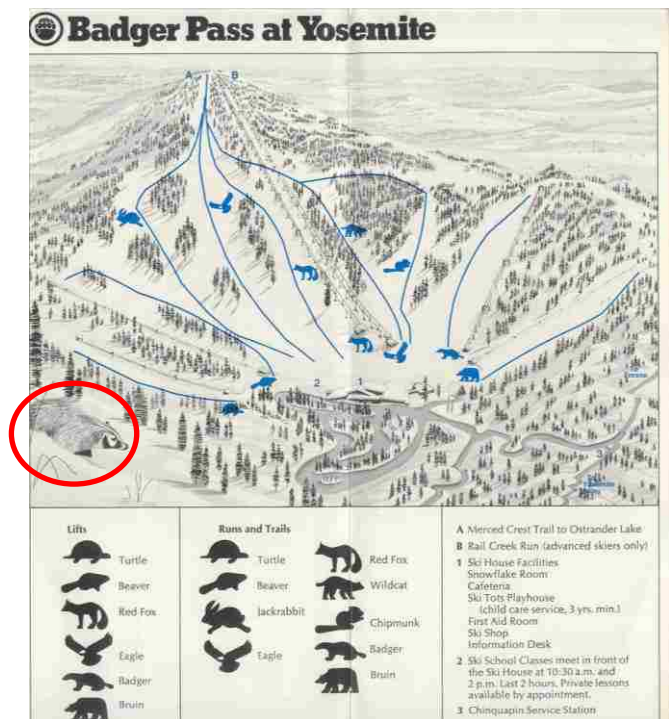 Badger Pass at Yosemite
A B
2 1
3
Lifts
Turtle
Beaver
Red Fox
Eagle
Badger
Bruin
Runs and Trails
Turtle
Beaver
Jackrabbit
Eagle
Red Fox
Wildcat
Chipmunk
Badger
Bruin
A Merced Crest Trail to Ostrander Lake
B Rail Creek Run (advanced skiers only)
1 Ski House Facilities
Snowflake Room
Cafeteria
Ski Tots Playhouse
(child care service, 3 yrs. min.)
First Aid Room
Ski Shop
Information Desk
2 Ski School Classes meet in front of
the Ski House at 10:30 a.m. and
2 p.m. Last 2 hours. Private lessons
available by appointment.
3 Chinquapin Service Station